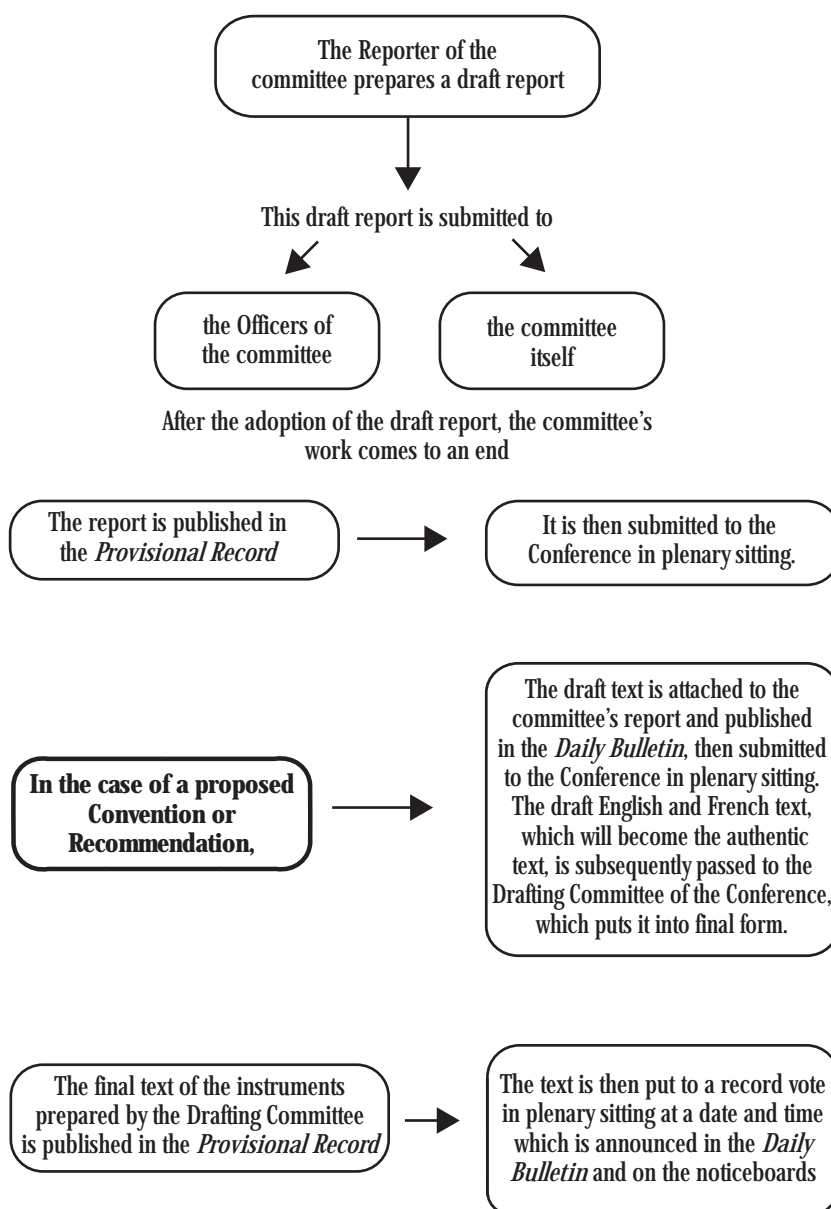 The Reporter of the
committee prepares a draft report
This draft report is submitted to
the Officers of
the committee
the committee
itself
After the adoption of the draft report, the committee's
work comes to an end
The report is published in
the Provisional Record
It is then submitted to the
Conference in plenary sitting.
In the case of a proposed
Convention or
Recommendation,
The draft text is attached to the
committee's report and published
in the Daily Bulletin, then submitted
to the Conference in plenary sitting.
The draft English and French text,
which will become the authentic
text, is subsequently passed to the
Drafting Committee of the Conference,
which puts it into final form.
The final text of the instruments
prepared by the Drafting Committee
is published in the Provisional Record
The text is then put to a record vote
in plenary sitting at a date and time
which is announced in the Daily
Bulletin and on the noticeboards